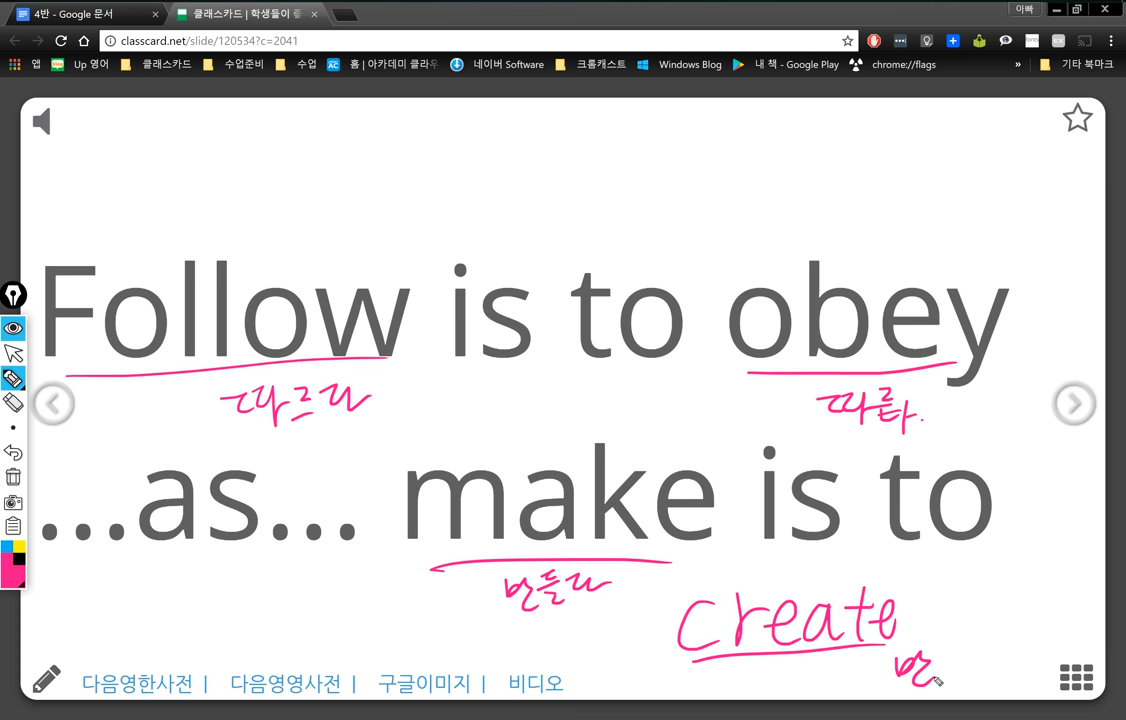 4반 - Google 문서
클래스카드 | 학생들이 좋
아빠
classcard.net/slide/120534?c=2041
앱 Up 영어 클래스카드 수업준비 수업 홈 | 아카데미 클라우 네이버 Software 크롬캐스트 Windows Blog 내 책 - Google Play chrome://flags » 기타 북마크
Follow is to obey
따르다 따르다.
...as... make is to
만들다
create
만
다음영한사전 | 다음영영사전 | 구글이미지 | 비디오